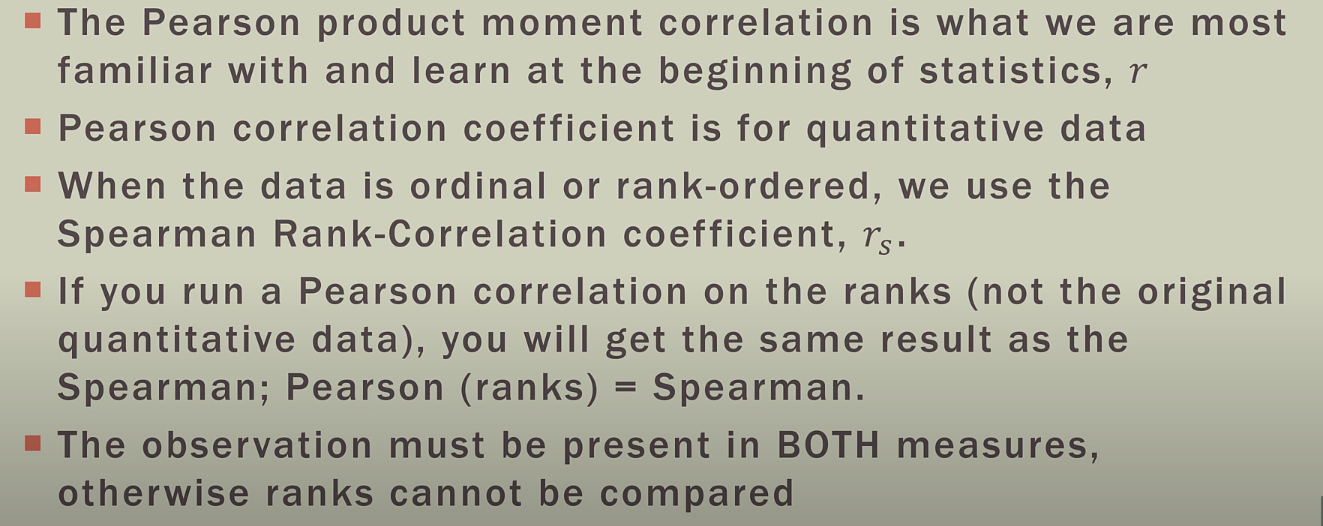 ▪ The Pearson product moment correlation is what we are most
familiar with and learn at the beginning of statistics, r
▪ Pearson correlation coefficient is for quantitative data
▪ When the data is ordinal or rank-ordered, we use the
Spearman Rank-Correlation coefficient, rₛ.
▪ If you run a Pearson correlation on the ranks (not the original
quantitative data), you will get the same result as the
Spearman; Pearson (ranks) = Spearman.
▪ The observation must be present in BOTH measures,
otherwise ranks cannot be compared